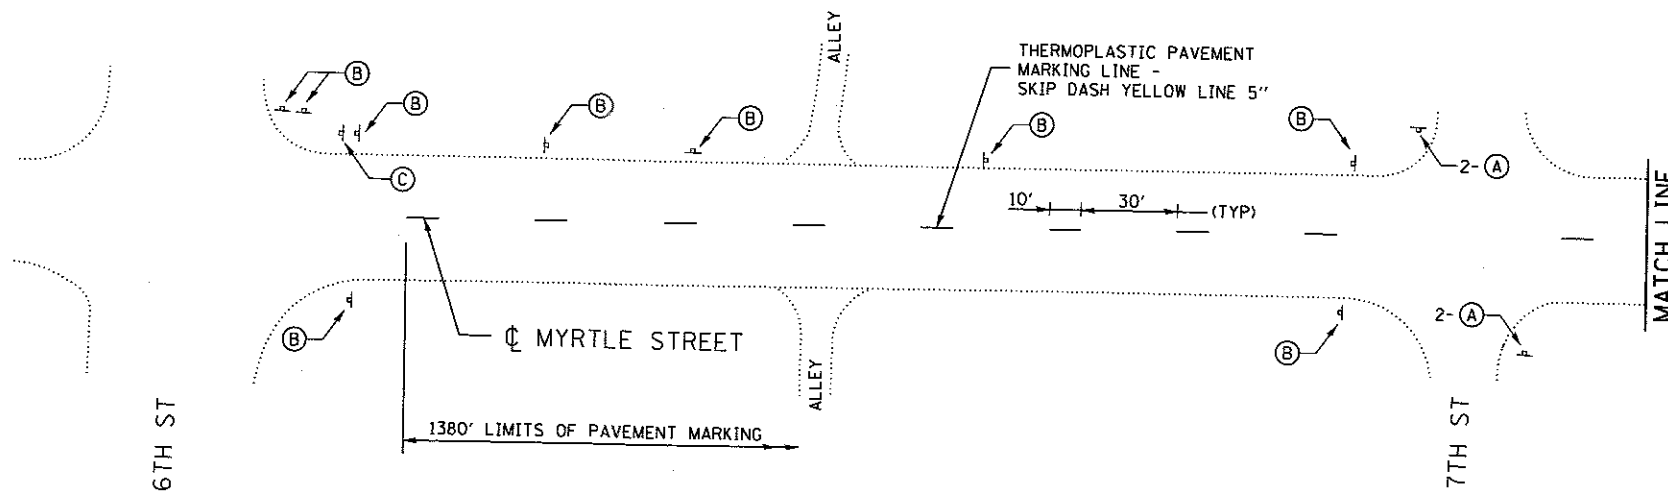 ALLEY
THERMOPLASTIC PAVEMENT
MARKING LINE -
SKIP DASH YELLOW LINE 5"
B
B
B
B
B
B
C
2- A
10' 30' (TYP)
MATCH LINE
B
℄ MYRTLE STREET
B
2- A
ALLEY
1380' LIMITS OF PAVEMENT MARKING
6TH ST
7TH ST